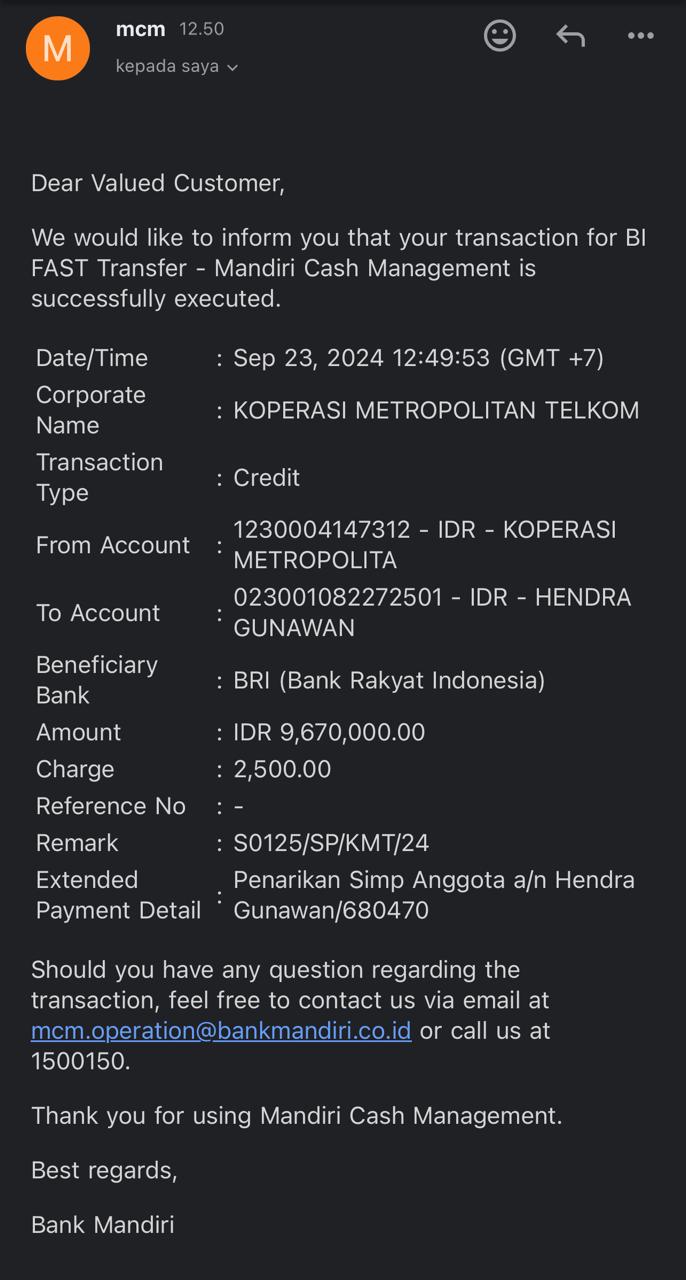 mcm 12.50
kepada saya
Dear Valued Customer,
We would like to inform you that your transaction for BI
FAST Transfer - Mandiri Cash Management is
successfully executed.
Date/Time : Sep 23, 2024 12:49:53 (GMT +7)
Corporate
Name : KOPERASI METROPOLITAN TELKOM
Transaction
Type : Credit
From Account : 1230004147312 - IDR - KOPERASI
METROPOLITA
To Account : 023001082272501 - IDR - HENDRA
GUNAWAN
Beneficiary
Bank : BRI (Bank Rakyat Indonesia)
Amount : IDR 9,670,000.00
Charge : 2,500.00
Reference No : -
Remark : S0125/SP/KMT/24
Extended : Penarikan Simp Anggota a/n Hendra
Payment Detail Gunawan/680470
Should you have any question regarding the
transaction, feel free to contact us via email at
mcm.operation@bankmandiri.co.id or call us at
1500150.
Thank you for using Mandiri Cash Management.
Best regards,
Bank Mandiri